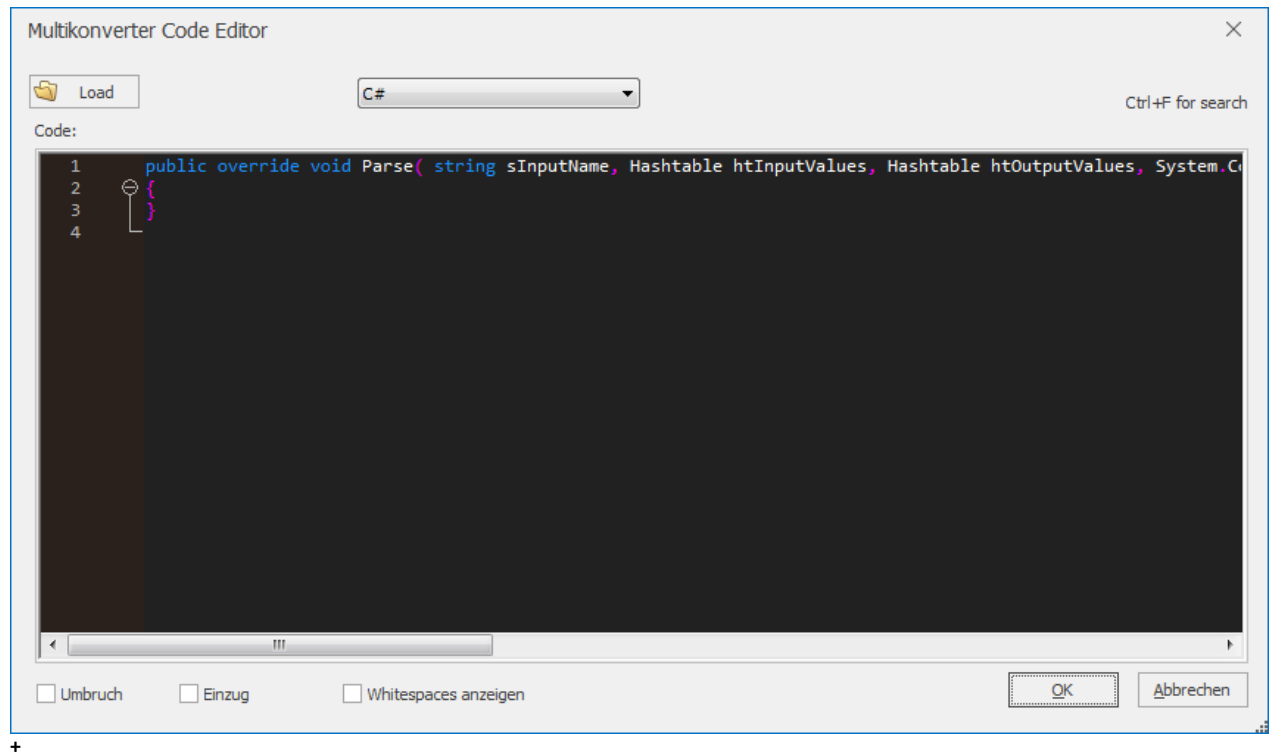 Multikonverter Code Editor
Load
C#
Ctrl+F for search
Code:
1 public override void Parse( string sInputName, Hashtable htInputValues, Hashtable htOutputValues, System.C
2 {
3 }
4
Umbruch
Einzug
Whitespaces anzeigen
OK
Abbrechen
+